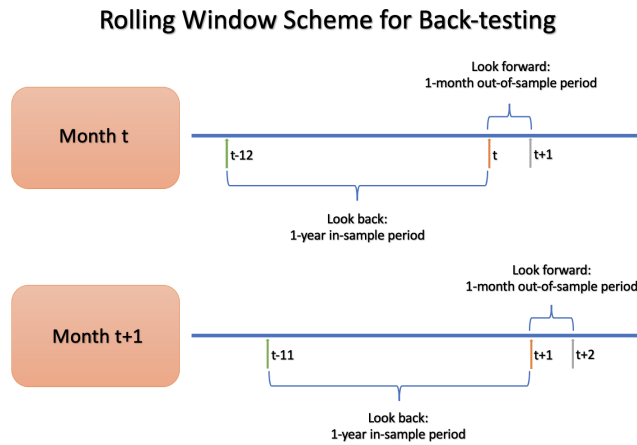 Rolling Window Scheme for Back-testing
Look forward:
1-month out-of-sample period
Month t
t-12
t
t+1
Look back:
1-year in-sample period
Look forward:
1-month out-of-sample period
Month t+1
t-11
t+1
t+2
Look back:
1-year in-sample period